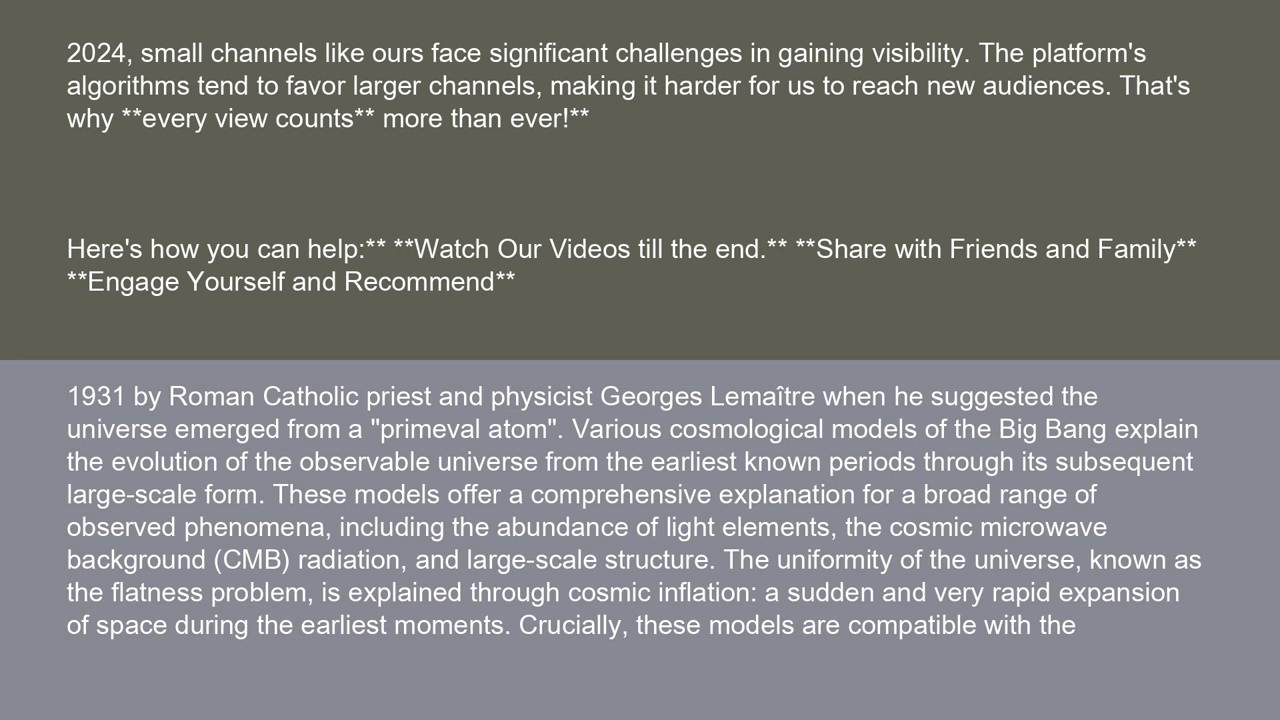 2024, small channels like ours face significant challenges in gaining visibility. The platform's
algorithms tend to favor larger channels, making it harder for us to reach new audiences. That's
why **every view counts** more than ever!**
Here's how you can help:** **Watch Our Videos till the end.** **Share with Friends and Family**
**Engage Yourself and Recommend**
1931 by Roman Catholic priest and physicist Georges Lemaître when he suggested the
universe emerged from a "primeval atom". Various cosmological models of the Big Bang explain
the evolution of the observable universe from the earliest known periods through its subsequent
large-scale form. These models offer a comprehensive explanation for a broad range of
observed phenomena, including the abundance of light elements, the cosmic microwave
background (CMB) radiation, and large-scale structure. The uniformity of the universe, known as
the flatness problem, is explained through cosmic inflation: a sudden and very rapid expansion
of space during the earliest moments. Crucially, these models are compatible with the